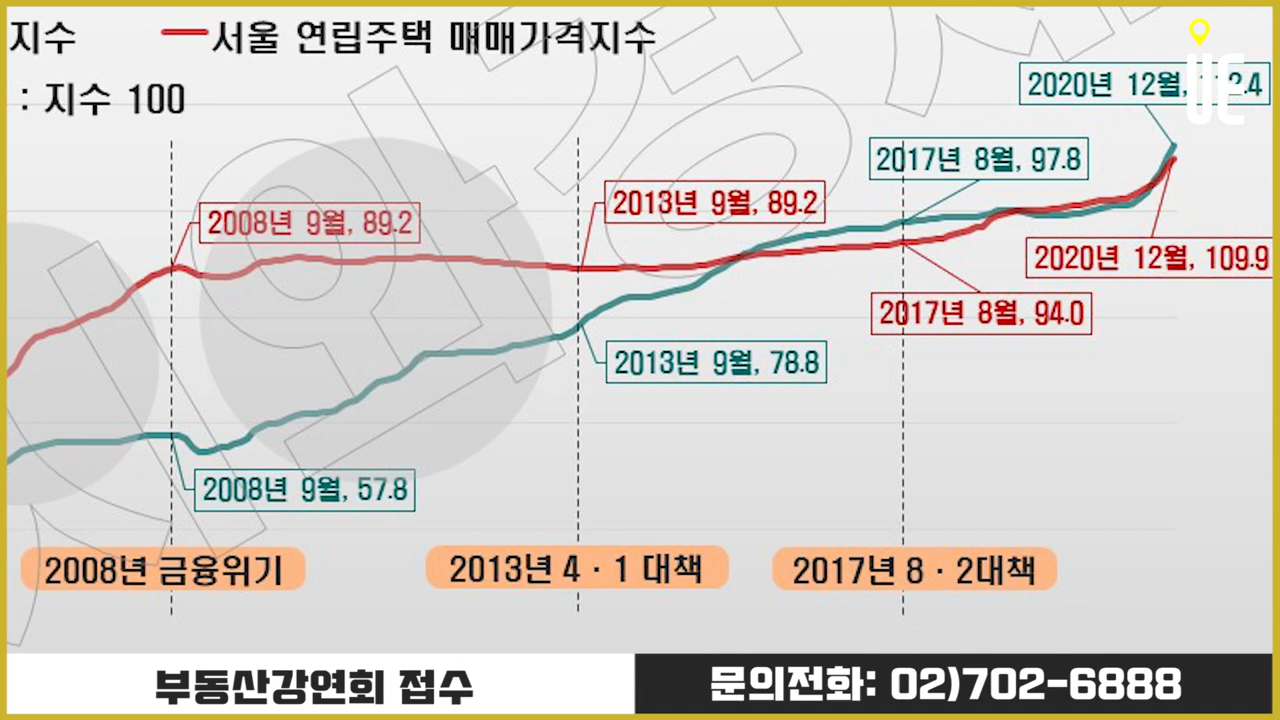 지수 서울 연립주택 매매가격지수
: 지수 100
2020년 12월,
2017년 8월, 97.8
2013년 9월, 89.2
2008년 9월, 89.2
2020년 12월, 109.9
2017년 8월, 94.0
2013년 9월, 78.8
2008년 9월, 57.8
2008년 금융위기
2013년 4 · 1 대책
2017년 8 · 2대책
부동산강연회 접수
문의전화: 02)702-6888